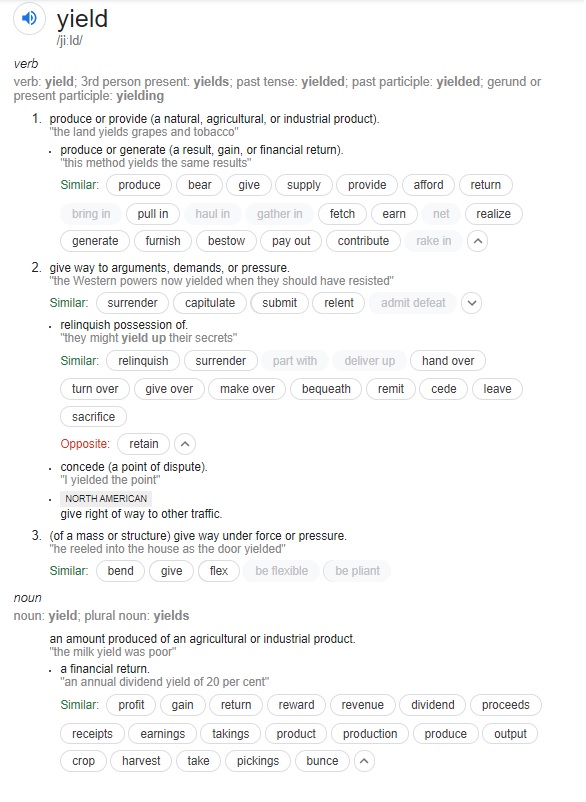 yield
/jiːld/
verb
verb: yield; 3rd person present: yields; past tense: yielded; past participle: yielded; gerund or
present participle: yielding
1. produce or provide (a natural, agricultural, or industrial product).
"the land yields grapes and tobacco"
• produce or generate (a result, gain, or financial return).
"this method yields the same results"
Similar: produce bear give supply provide afford return
bring in pull in haul in gather in fetch earn net realize
generate furnish bestow pay out contribute rake in
2. give way to arguments, demands, or pressure.
"the Western powers now yielded when they should have resisted"
Similar: surrender capitulate submit relent admit defeat
• relinquish possession of.
"they might yield up their secrets"
Similar: relinquish surrender part with deliver up hand over
turn over give over make over bequeath remit cede leave
sacrifice
Opposite: retain
• concede (a point of dispute).
"I yielded the point"
• NORTH AMERICAN
give right of way to other traffic.
3. (of a mass or structure) give way under force or pressure.
"he reeled into the house as the door yielded"
Similar: bend give flex be flexible be pliant
noun
noun: yield; plural noun: yields
an amount produced of an agricultural or industrial product.
"the milk yield was poor"
• a financial return.
"an annual dividend yield of 20 per cent"
Similar: profit gain return reward revenue dividend proceeds
receipts earnings takings product production produce output
crop harvest take pickings bunce